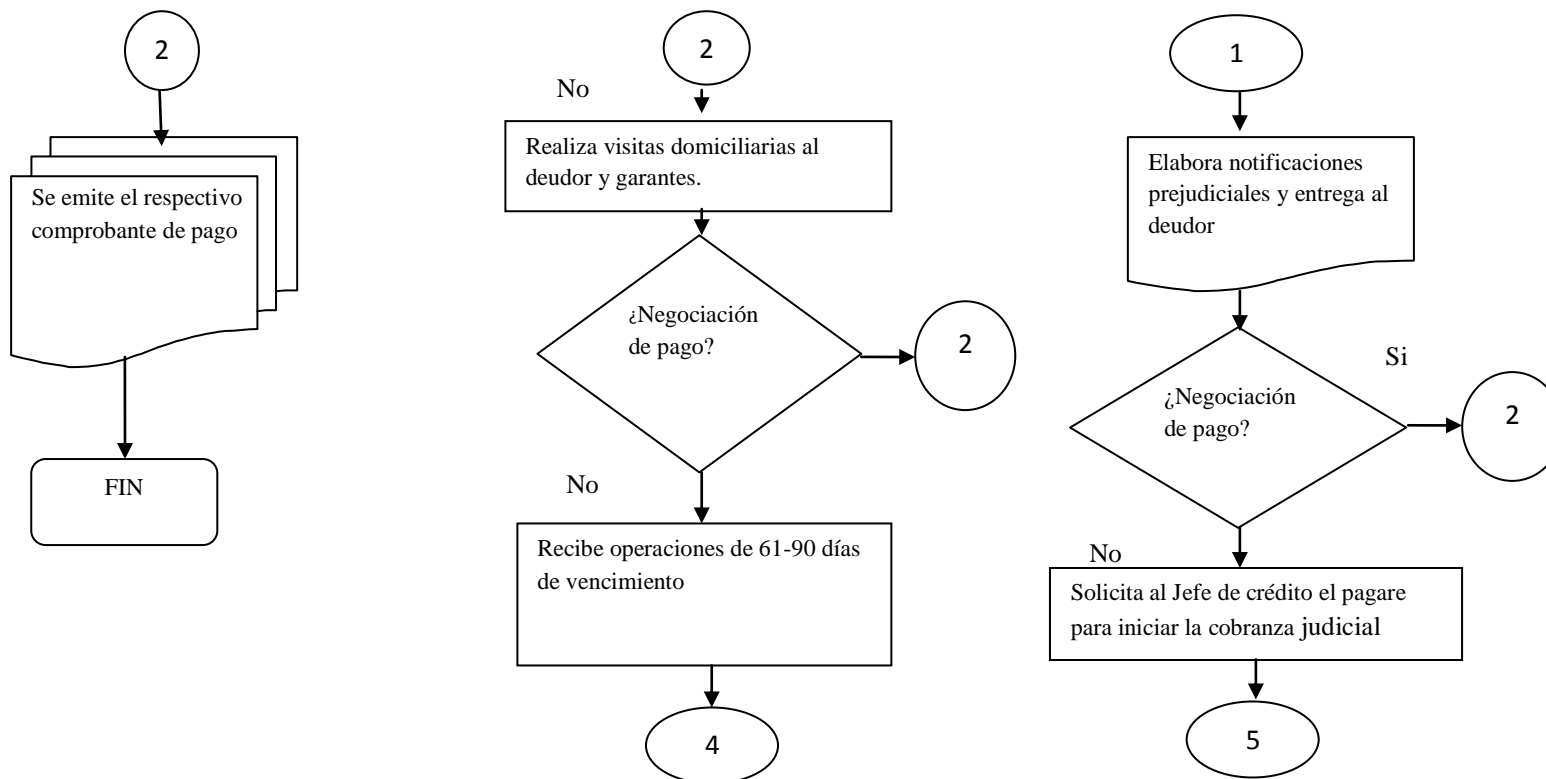 2
Se emite el respectivo
comprobante de pago
FIN
2
No
Realiza visitas domiciliarias al
deudor y garantes.
¿Negociación
de pago?
2
No
Recibe operaciones de 61-90 días
de vencimiento
4
1
Elabora notificaciones
prejudiciales y entrega al
deudor
Si
¿Negociación
de pago?
2
No
Solicita al Jefe de crédito el pagare
para iniciar la cobranza judicial
5